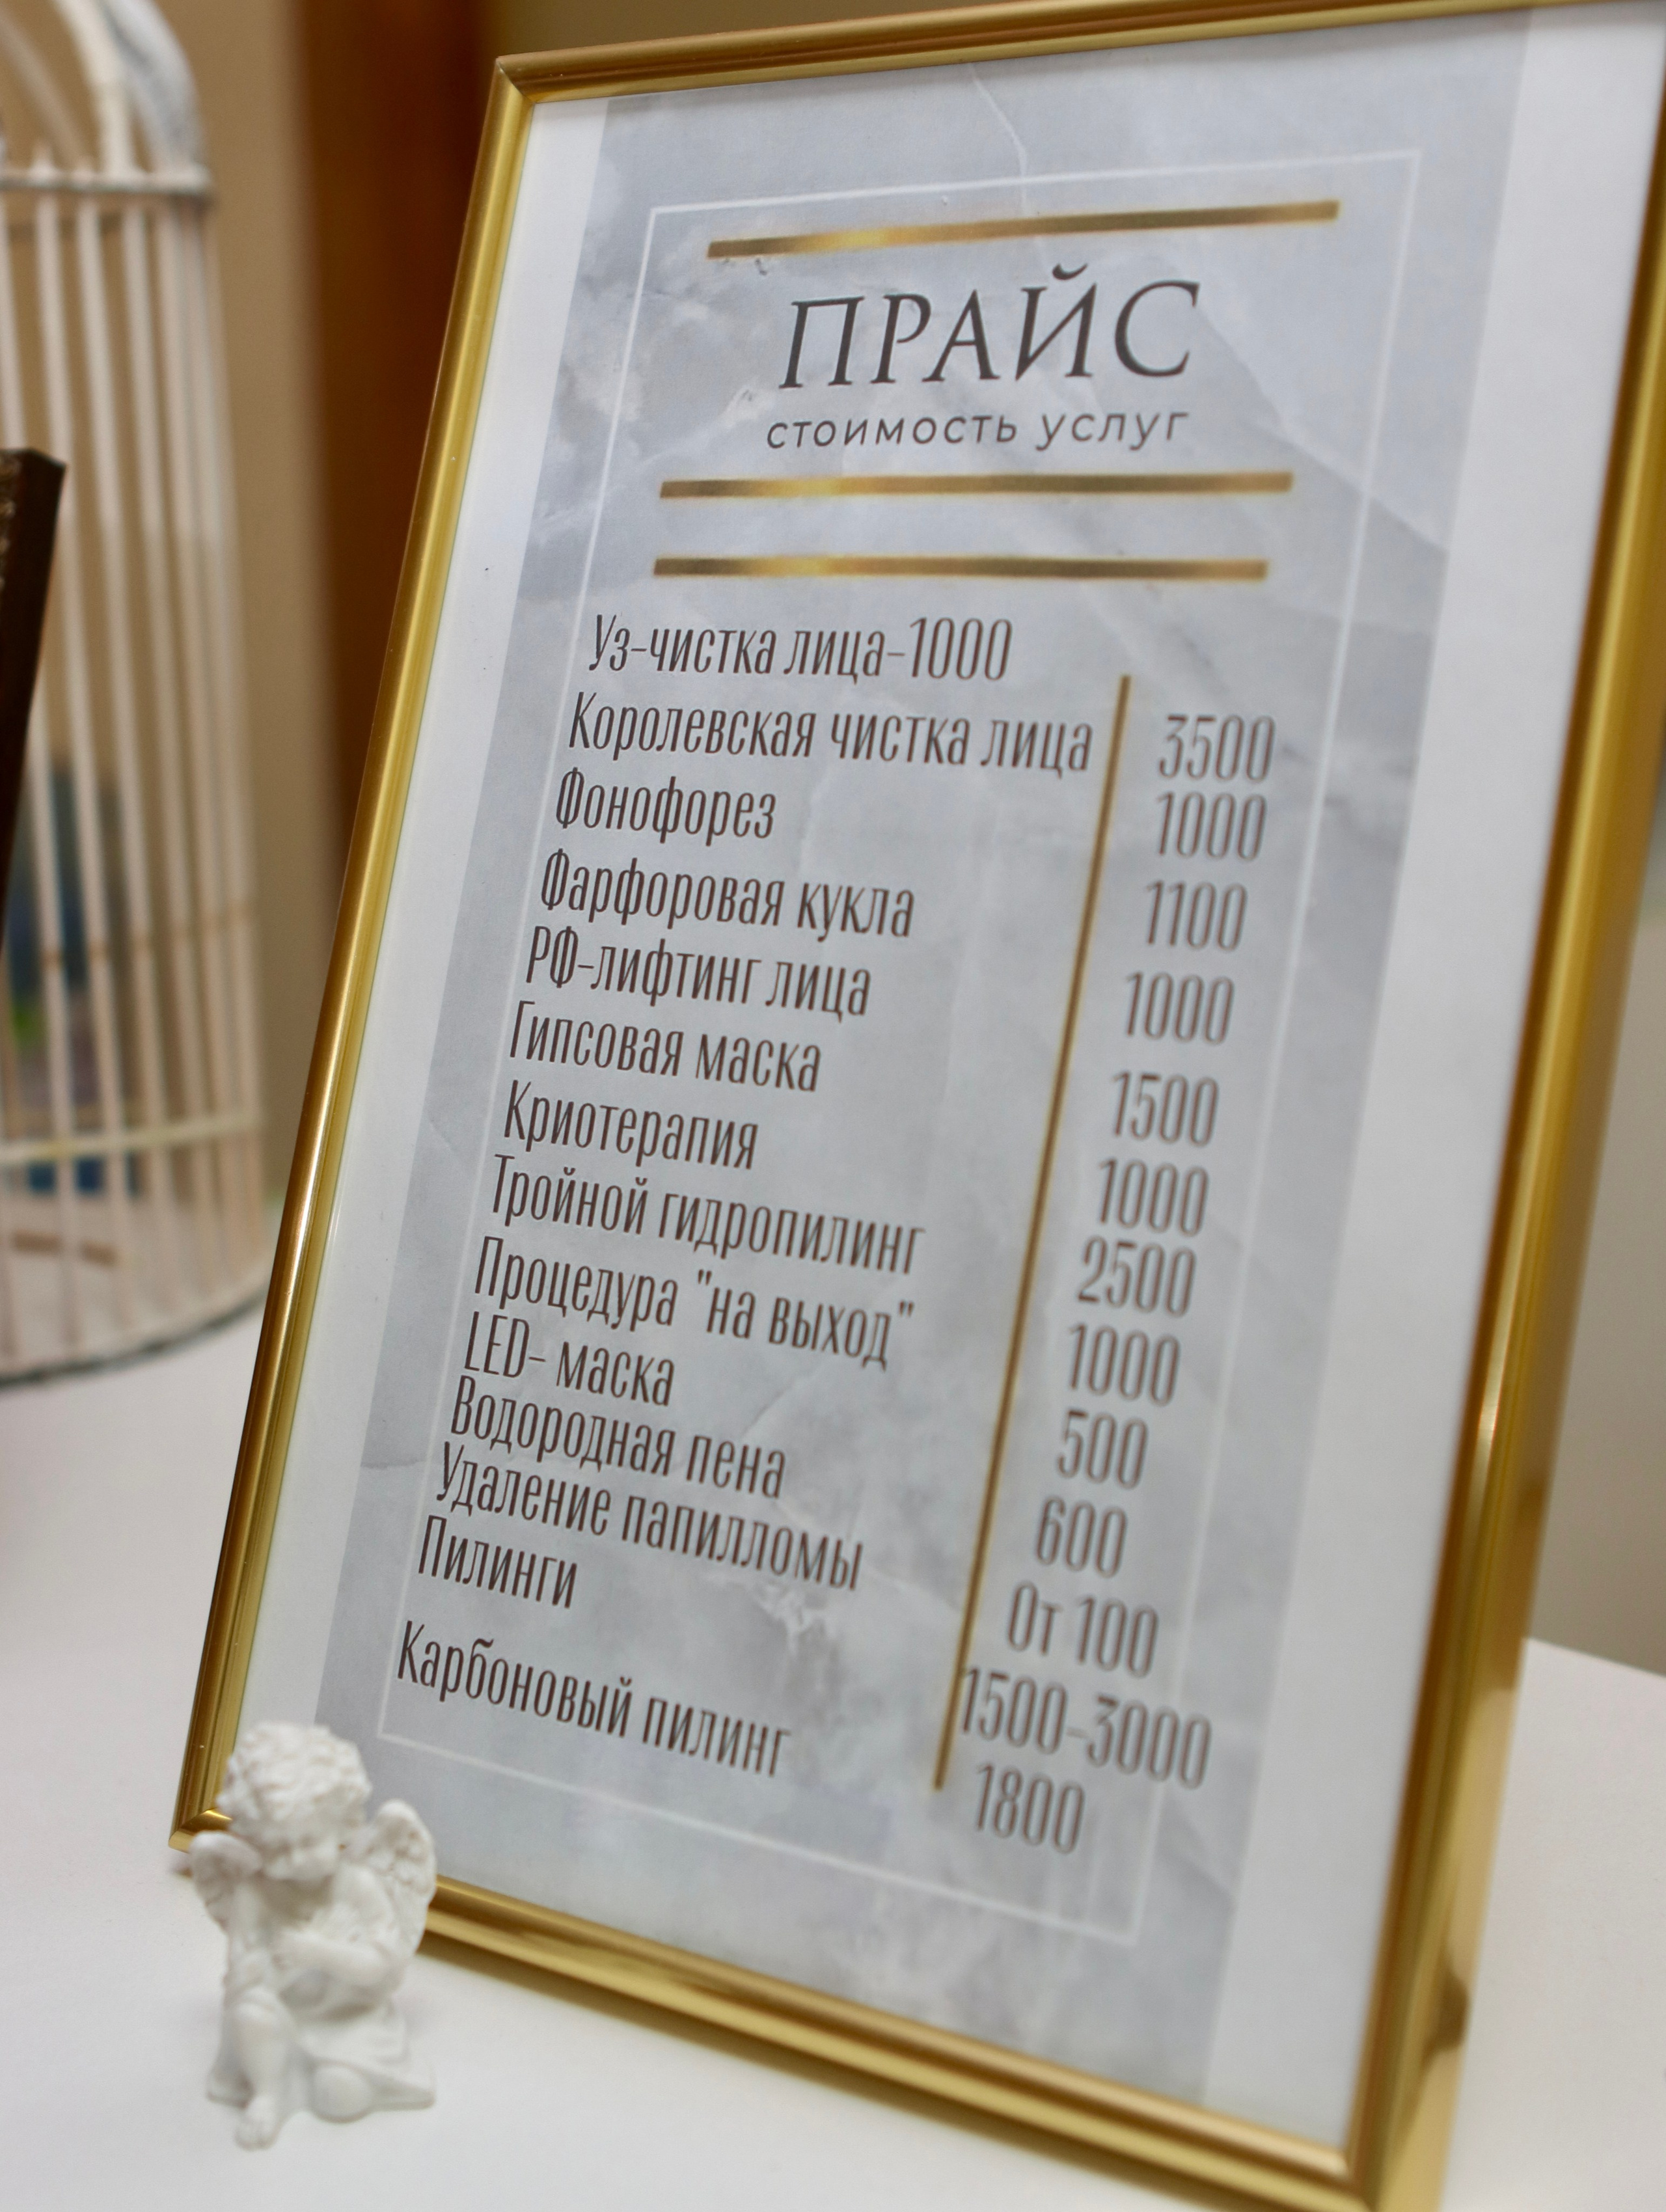 ПРАЙС
стоимость услуг
Уз-чистка лица-1000
Королевская чистка лица 3500
Фонофорез 1000
Фарфоровая кукла 1100
РФ-лифтинг лица 1000
Гипсовая маска 1500
Криотерапия 1000
Тройной гидропилинг 2500
Процедура "на выход" 1000
LED- маска 500
Водородная пена 600
Удаление папилломы От 100
Пилинги 1500-3000
Карбоновый пилинг 1800